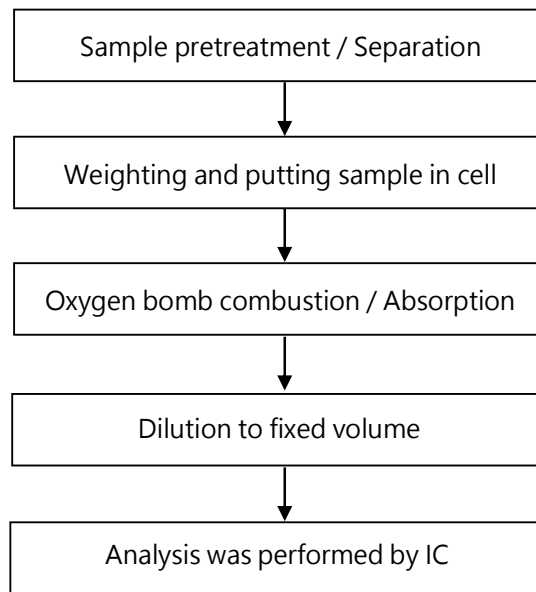 Sample pretreatment / Separation
Weighting and putting sample in cell
Oxygen bomb combustion / Absorption
Dilution to fixed volume
Analysis was performed by IC